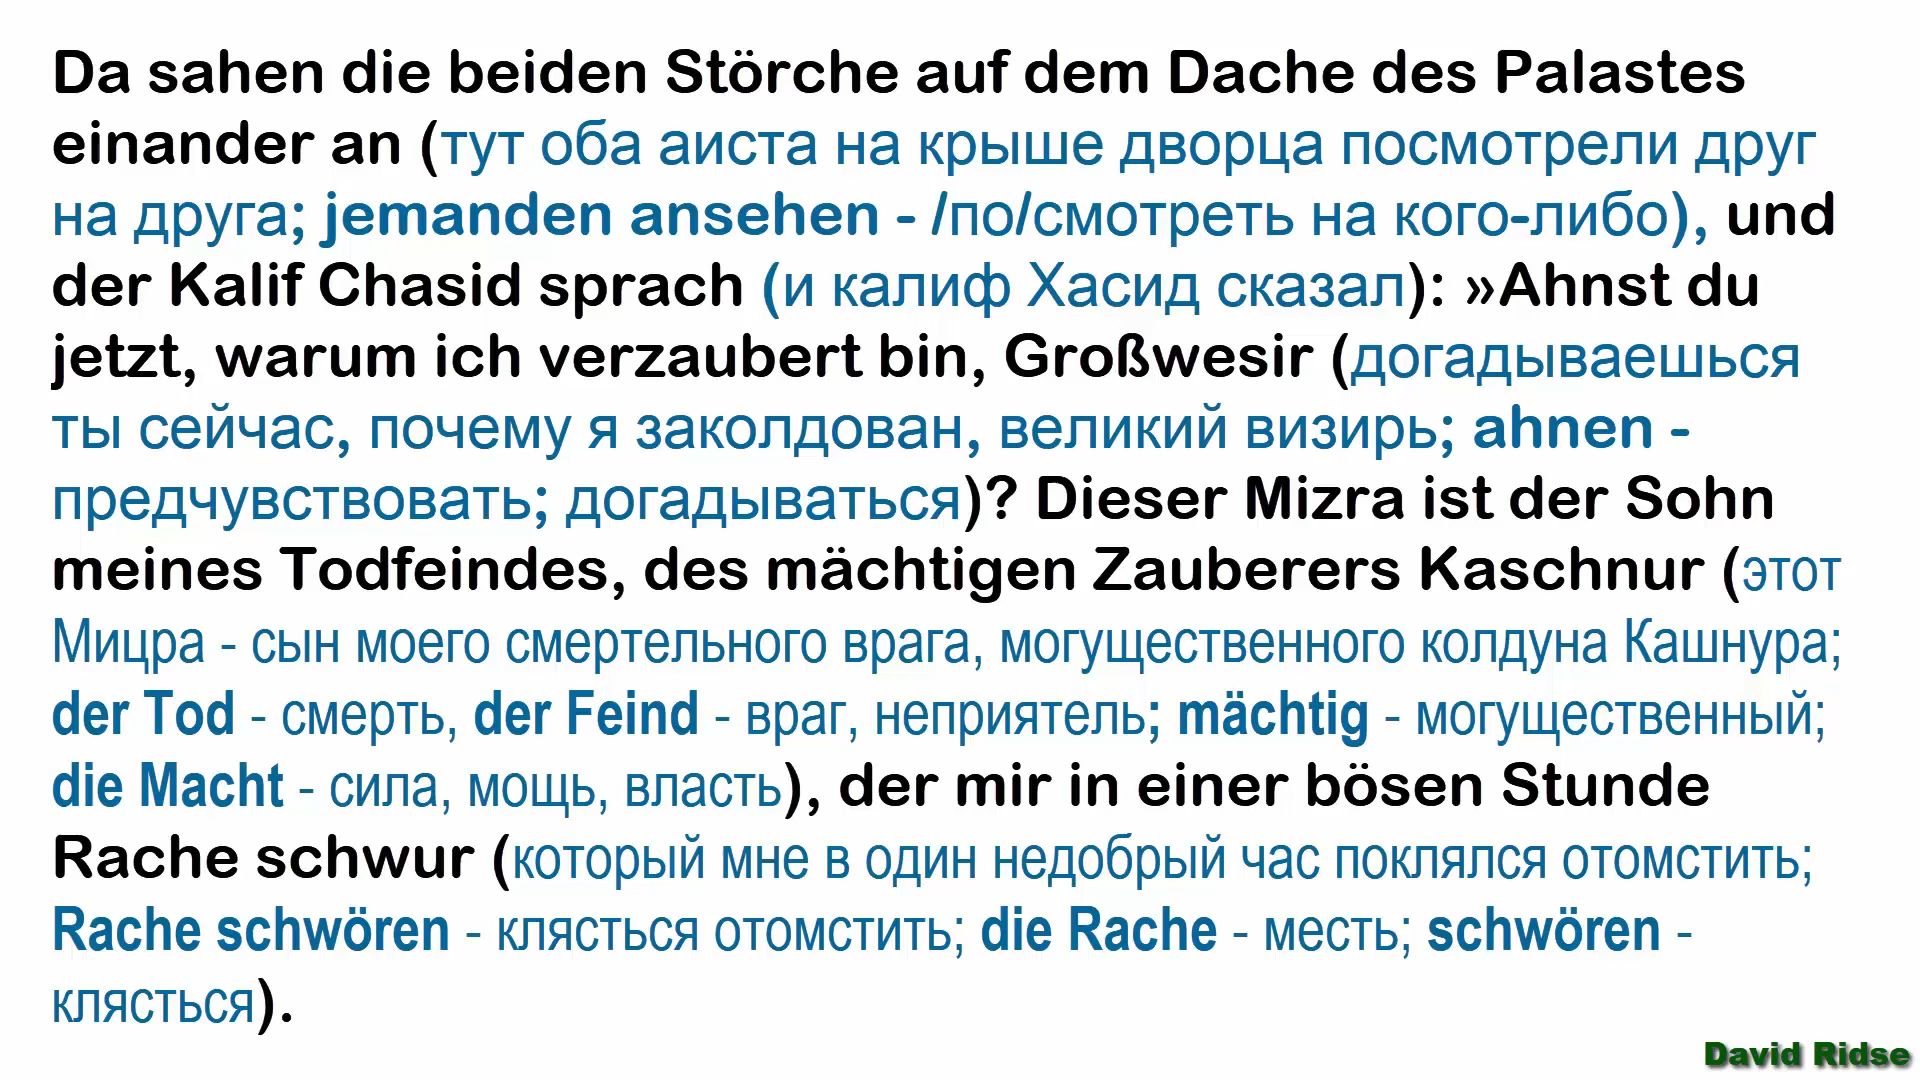 Da sahen die beiden Störche auf dem Dache des Palastes
einander an (тут оба аиста на крыше дворца посмотрели друг
на друга; jemanden ansehen - /по/смотреть на кого-либо), und
der Kalif Chasid sprach (и калиф Хасид сказал): »Ahnst du
jetzt, warum ich verzaubert bin, Großwesir (догадываешься
ты сейчас, почему я заколдован, великий визирь; ahnen -
предчувствовать; догадываться)? Dieser Mizra ist der Sohn
meines Todfeindes, des mächtigen Zauberers Kaschnur (этот
Мицра - сын моего смертельного врага, могущественного колдуна Кашнура;
der Tod - смерть, der Feind - враг, неприятель; mächtig - могущественный;
die Macht - сила, мощь, власть), der mir in einer bösen Stunde
Rache schwur (который мне в один недобрый час поклялся отомстить;
Rache schwören - клясться отомстить; die Rache - месть; schwören -
клясться).
David Ridse